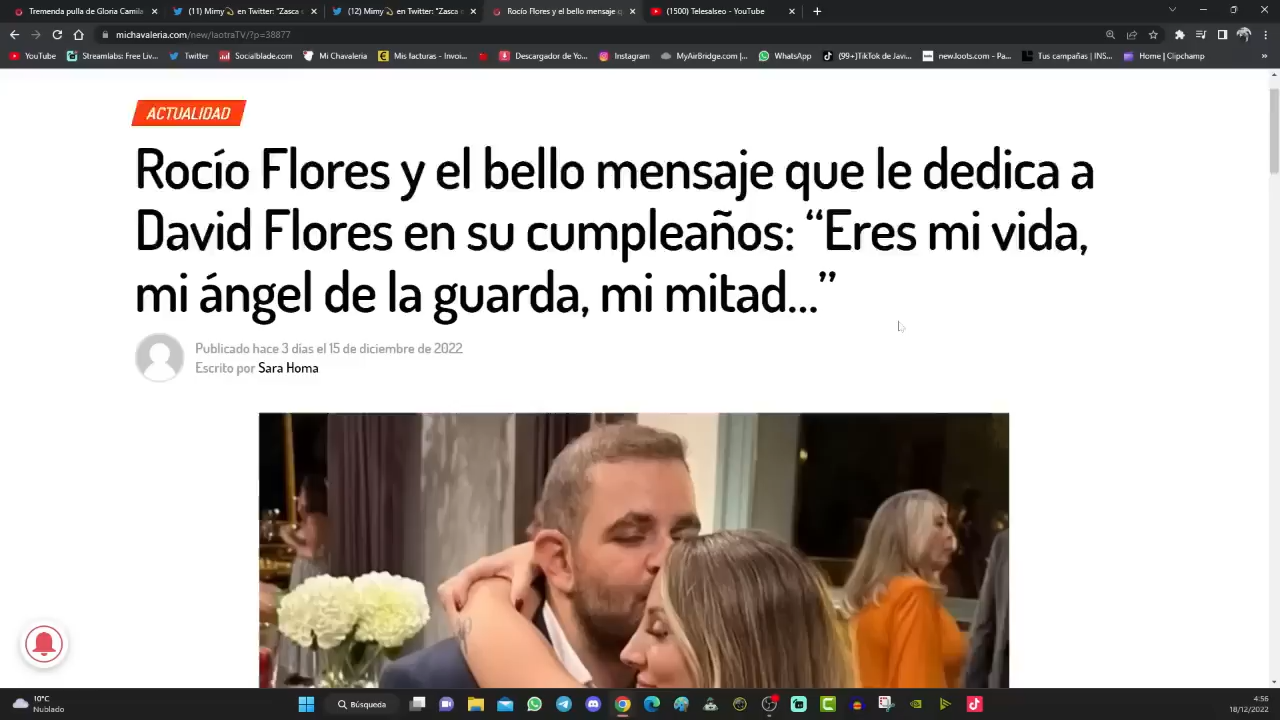 Tremenda pulla de Gloria Camila
(11) Mimy en Twitter: "Zasca
(12) Mimy en Twitter: "Zasca
Rocío Flores y el bello mensaje q
(1500) Telesalseo - YouTube
michavaleria.com/new/laotraTV/?p=38877
YouTube
Streamlabs: Free Liv...
Twitter
Socialblade.com
Mi Chavaleria
Mis facturas - Invoi...
Descargador de Yo...
Instagram
MyAirBridge.com |...
WhatsApp
(99+)TikTok de Javi...
new.loots.com - Pa...
Tus campañas | INS...
Home | Clipchamp
ACTUALIDAD
Rocío Flores y el bello mensaje que le dedica a
David Flores en su cumpleaños: “Eres mi vida,
mi ángel de la guarda, mi mitad...”
Publicado hace 3 días el 15 de diciembre de 2022
Escrito por Sara Homa
10°C
Nublado
Búsqueda
4:56
18/12/2022